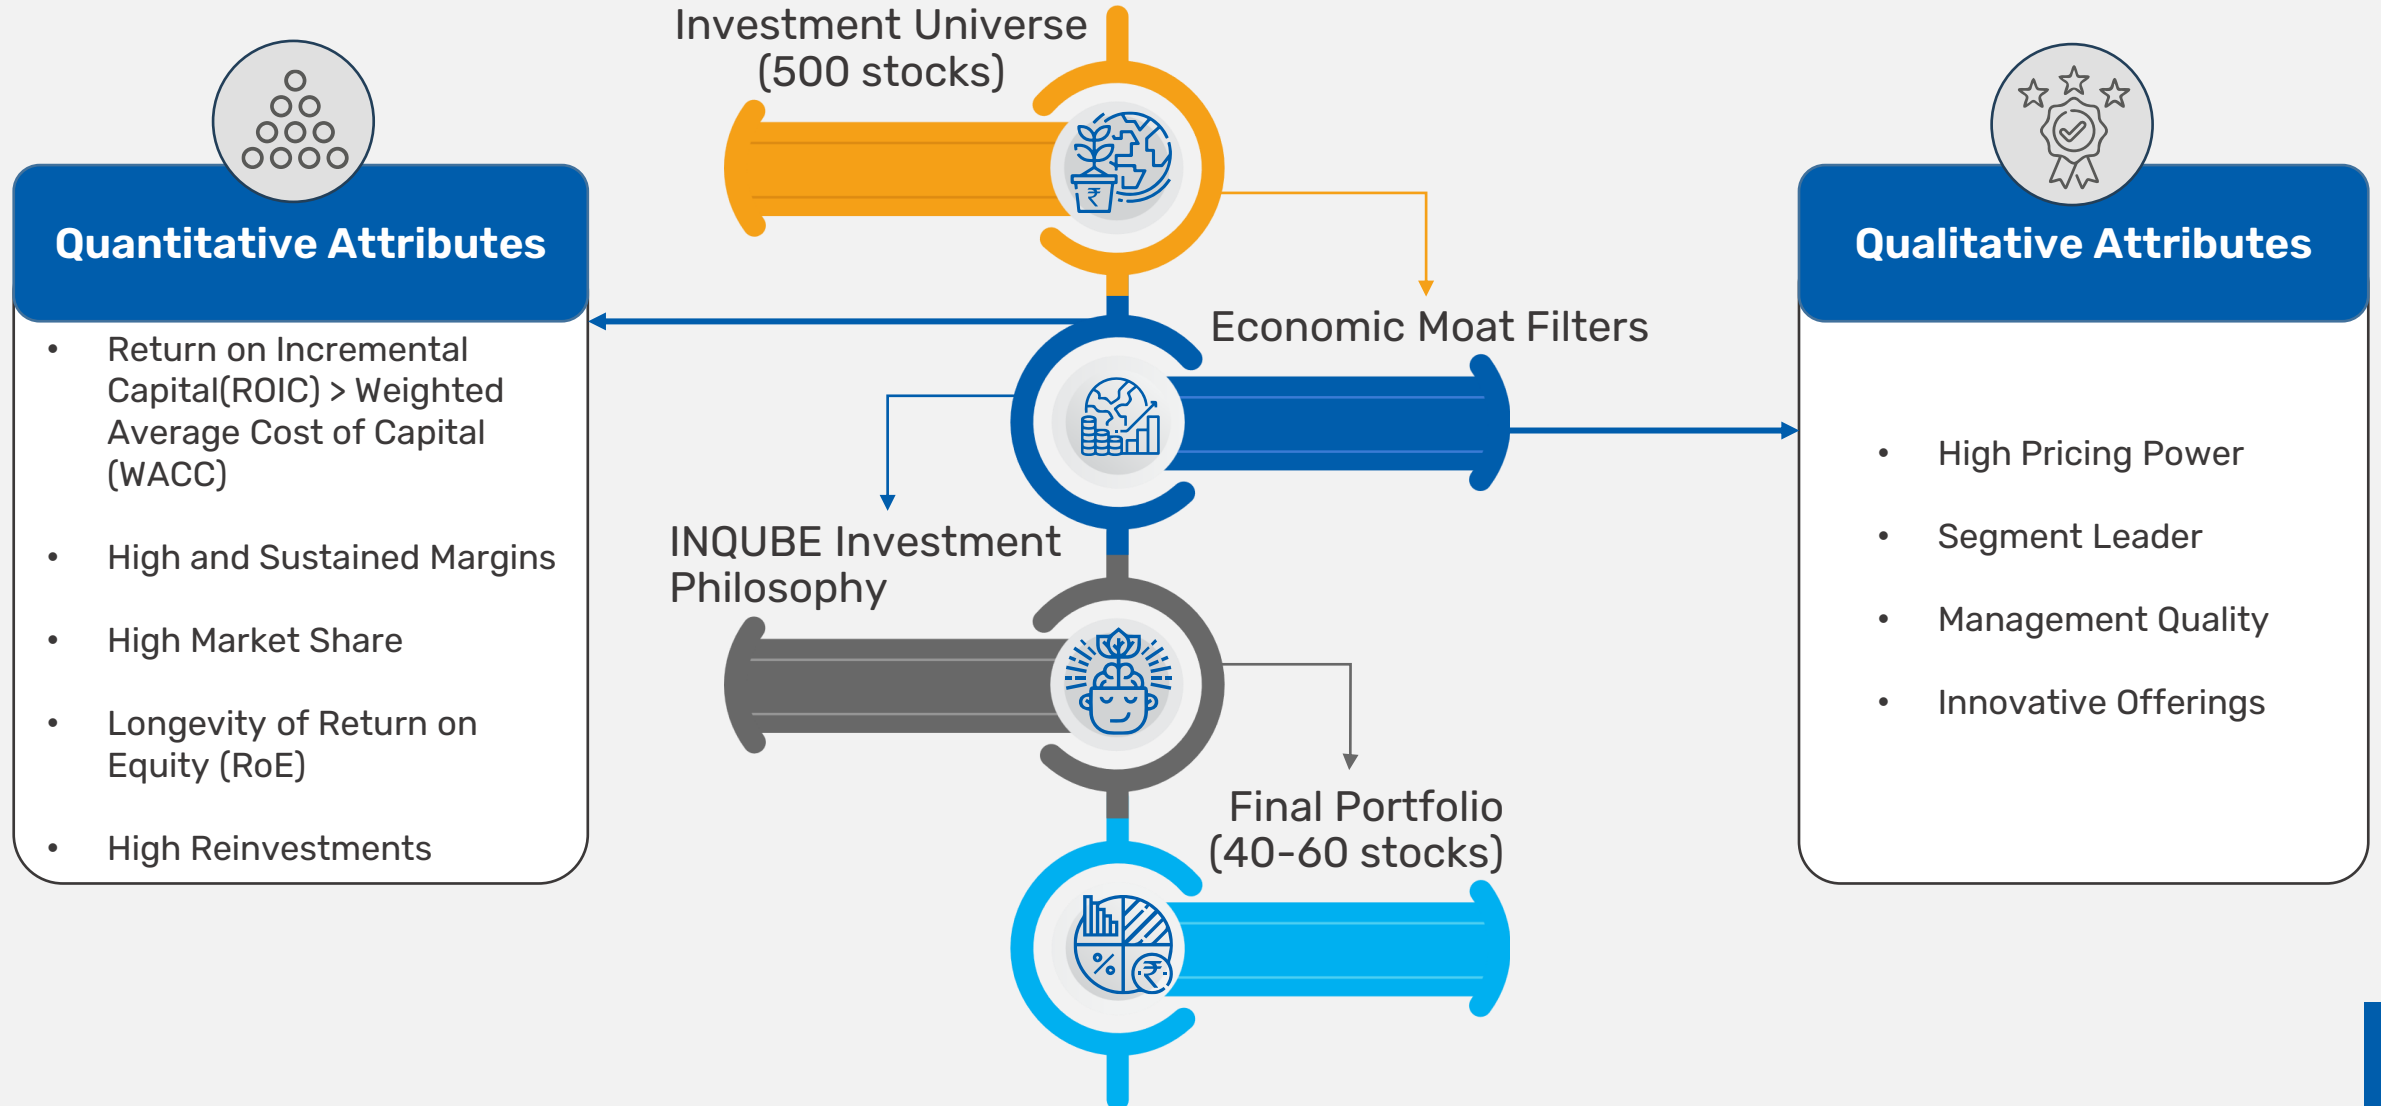 Investment Universe
(500 stocks)
Quantitative Attributes
• Return on Incremental
Capital(ROIC) > Weighted
Average Cost of Capital
(WACC)
• High and Sustained Margins
• High Market Share
• Longevity of Return on
Equity (RoE)
• High Reinvestments
Economic Moat Filters
INQUBE Investment
Philosophy
Final Portfolio
(40-60 stocks)
₹
%
₹
Qualitative Attributes
• High Pricing Power
• Segment Leader
• Management Quality
• Innovative Offerings